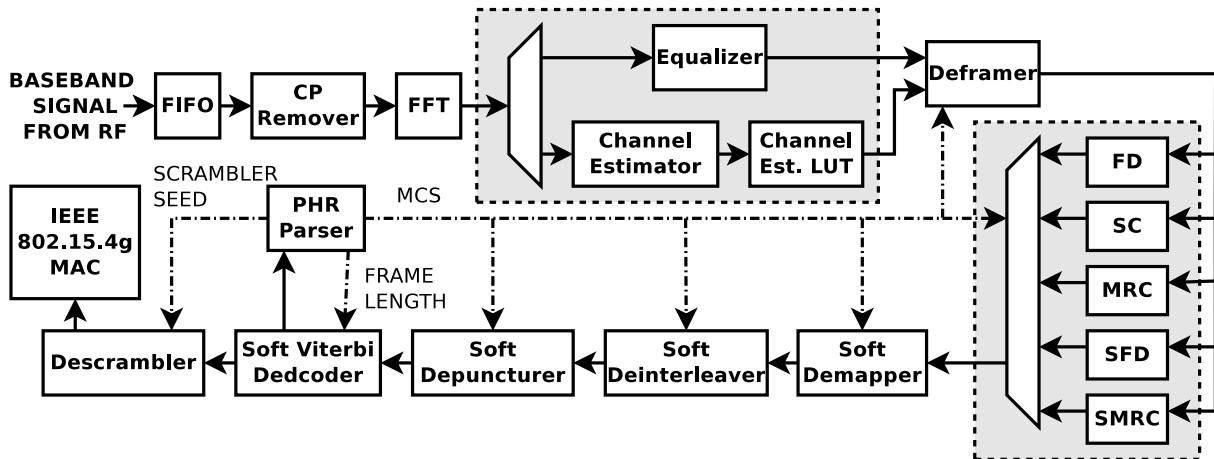 BASEBAND
SIGNAL
FROM RF
FIFO
CP
Remover
FFT
Equalizer
Channel
Estimator
Channel
Est. LUT
Deframer
FD
SC
MRC
SFD
SMRC
SCRAMBLER
SEED
PHR
Parser
MCS
FRAME
LENGTH
IEEE
802.15.4g
MAC
Descrambler
Soft Viterbi
Dedcoder
Soft
Depuncturer
Soft
Deinterleaver
Soft
Demapper